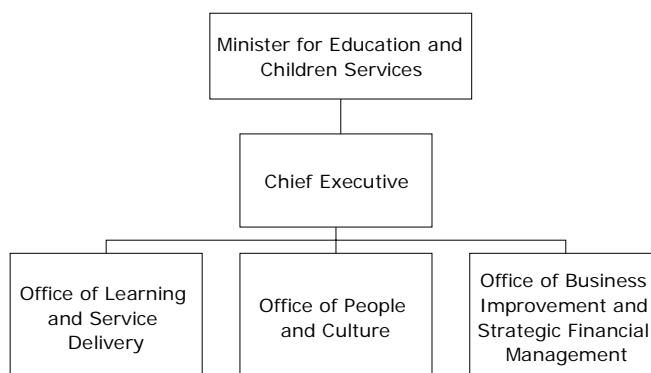 Minister for Education and
Children Services
Chief Executive
Office of Learning
and Service
Delivery
Office of People
and Culture
Office of Business
Improvement and
Strategic Financial
Management